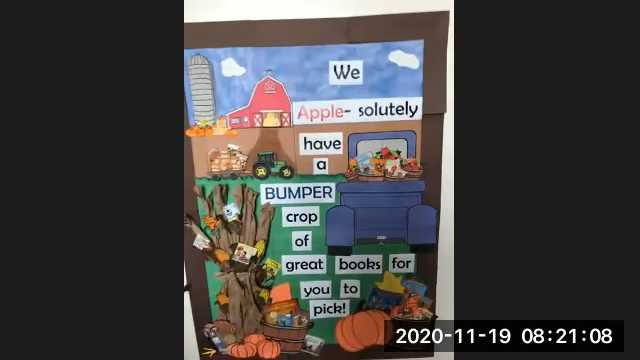 We
Apple- solutely
have
a
BUMPER
crop
of
great books for
you to
pick!
2020-11-19 08:21:08